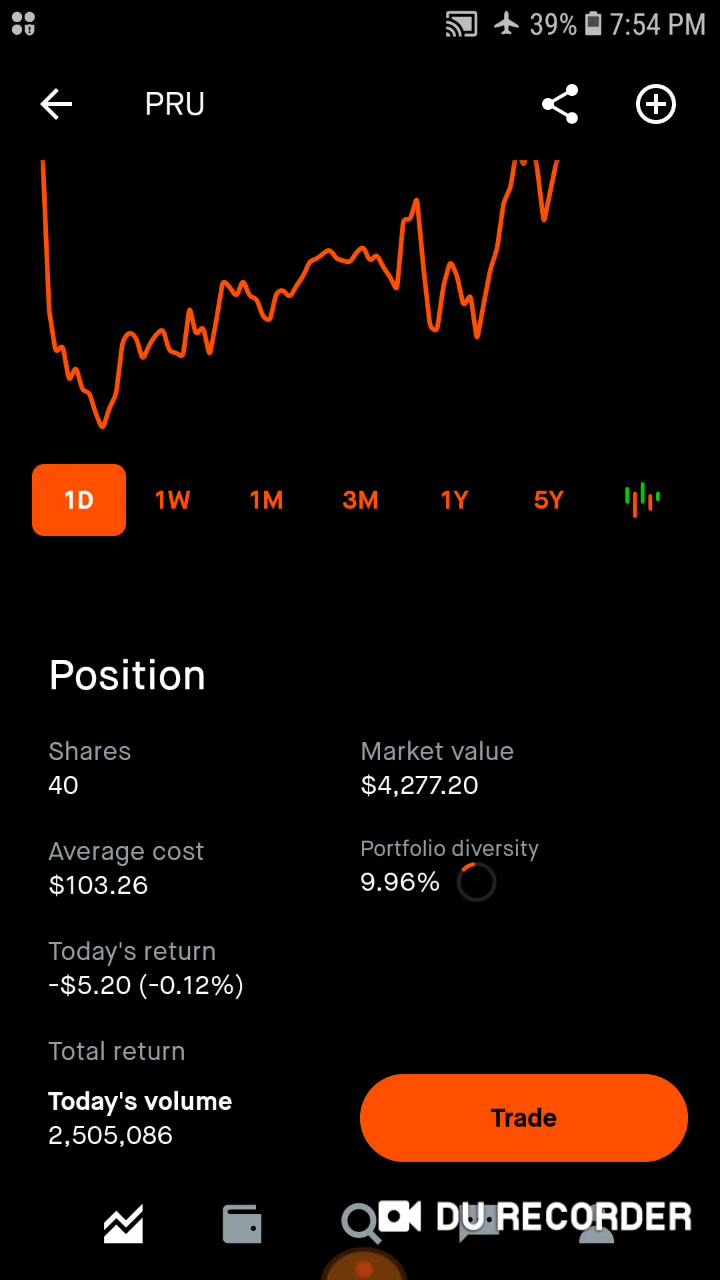 39% 7:54 PM
PRU
1D 1W 1M 3M 1Y 5Y
Position
Shares Market value
40 $4,277.20
Average cost Portfolio diversity
$103.26 9.96%
Today's return
-$5.20 (-0.12%)
Total return
Today's volume
2,505,086
Trade
DU RECORDER